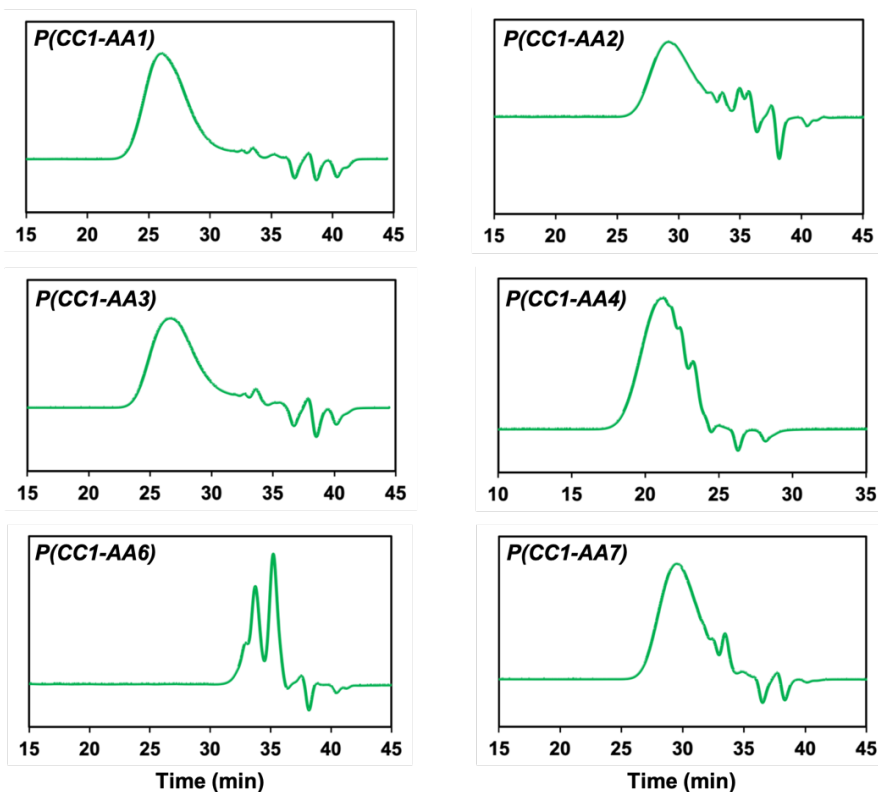 P(CC1-AA1)
15 20 25 30 35 40 45
P(CC1-AA2)
15 20 25 30 35 40 45
P(CC1-AA3)
15 20 25 30 35 40 45
P(CC1-AA4)
10 15 20 25 30 35
P(CC1-AA6)
15 20 25 30 35 40 45
Time (min)
P(CC1-AA7)
15 20 25 30 35 40 45
Time (min)